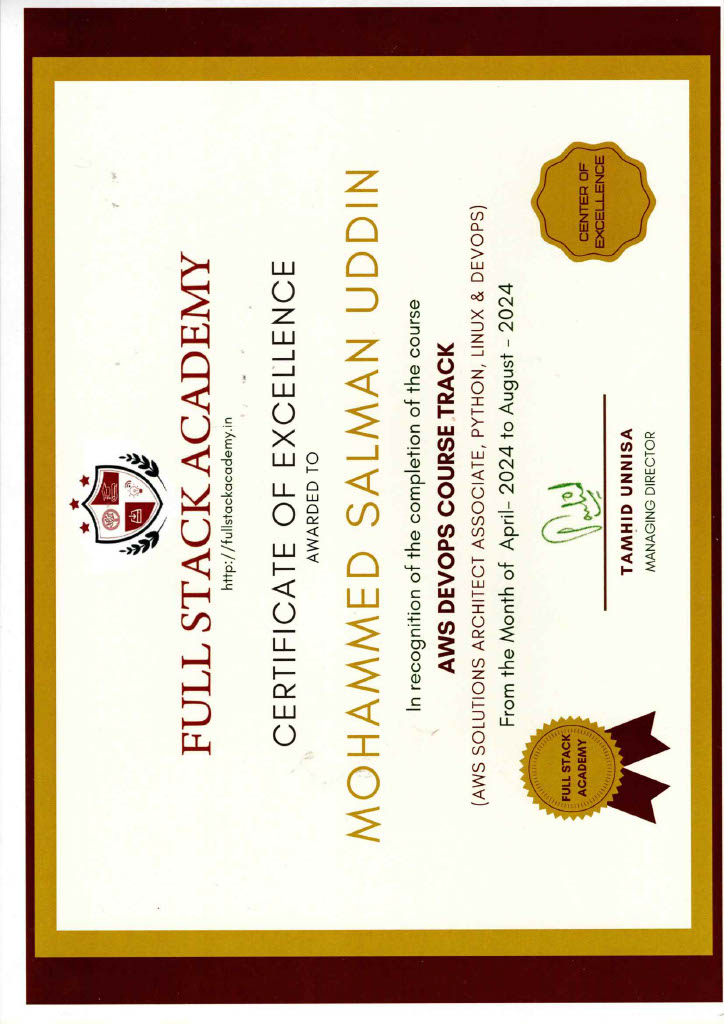 FULL STACK ACADEMY
http://fullstackacademy.in
CERTIFICATE OF EXCELLENCE
AWARDED TO
MOHAMMED SALMAN UDDIN
In recognition of the completion of the course
AWS DEVOPS COURSE TRACK
(AWS SOLUTIONS ARCHITECT ASSOCIATE, PYTHON, LINUX & DEVOPS)
From the Month of April- 2024 to August - 2024
FULL STACK
ACADEMY
CENTER OF
EXCELLENCE
TAMHID UNNISA
MANAGING DIRECTOR